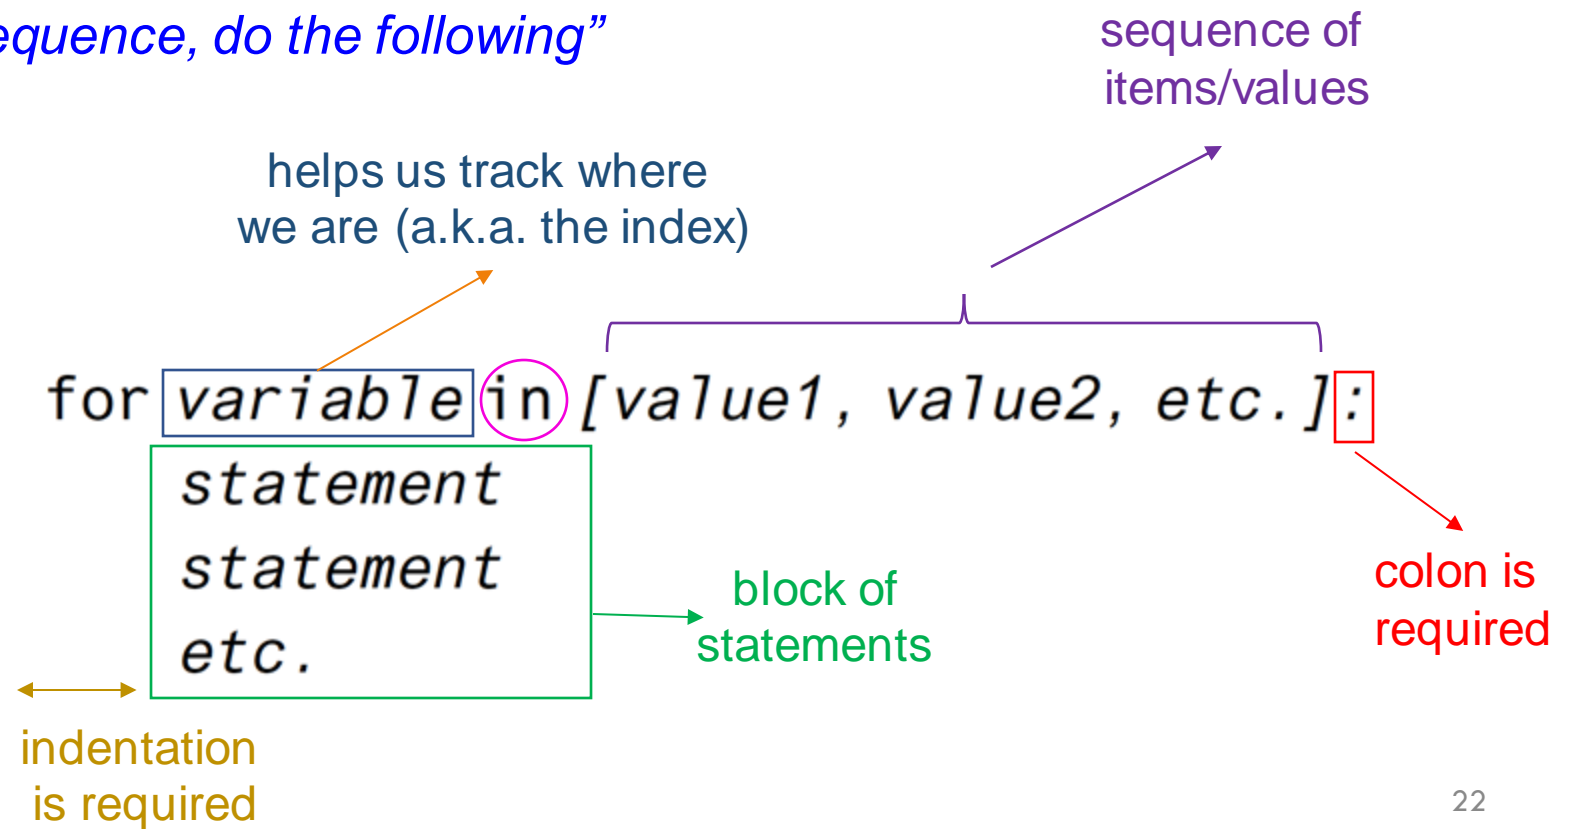 equence, do the following”
sequence of
items/values
helps us track where
we are (a.k.a. the index)
for variable in [value1, value2, etc.]:
statement
statement
etc.
block of
statements
colon is
required
indentation
is required
22